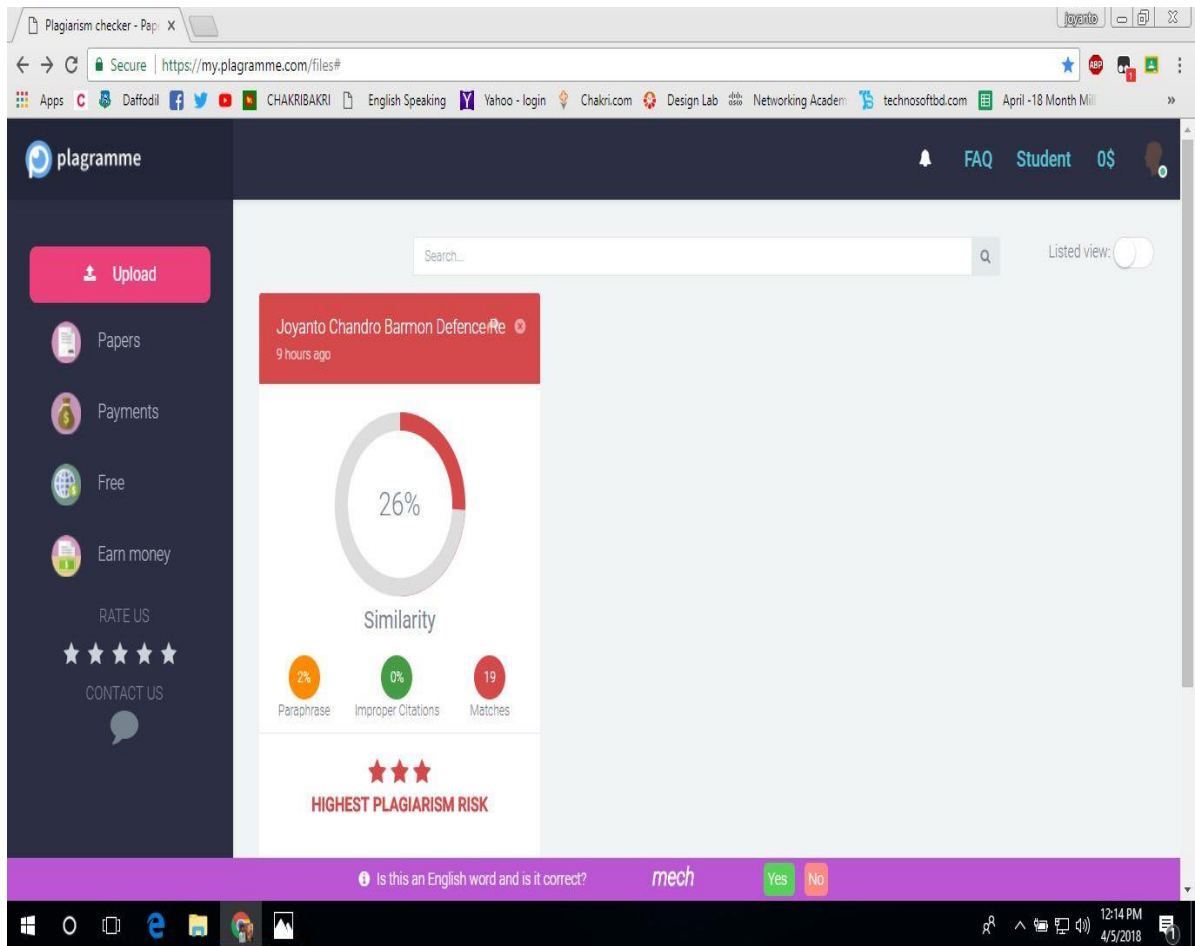 Plagiarism checker - Pap
joyanto
Secure | https://my.plagramme.com/files#
ABP
1
Apps C Daffodil CHAKRIBAKRI English Speaking Yahoo - login Chakri.com Design Lab Networking Academ technosoftbd.com April -18 Month Mill
plagramme
FAQ Student 0$
Upload
Search...
Listed view:
Papers
Payments
Free
Earn money
RATE US
CONTACT US
Joyanto Chandro Barmon Defence Re
9 hours ago
26%
Similarity
2% 0% 19
Paraphrase Improper Citations Matches
HIGHEST PLAGIARISM RISK
Is this an English word and is it correct? mech Yes No
12:14 PM
4/5/2018
1